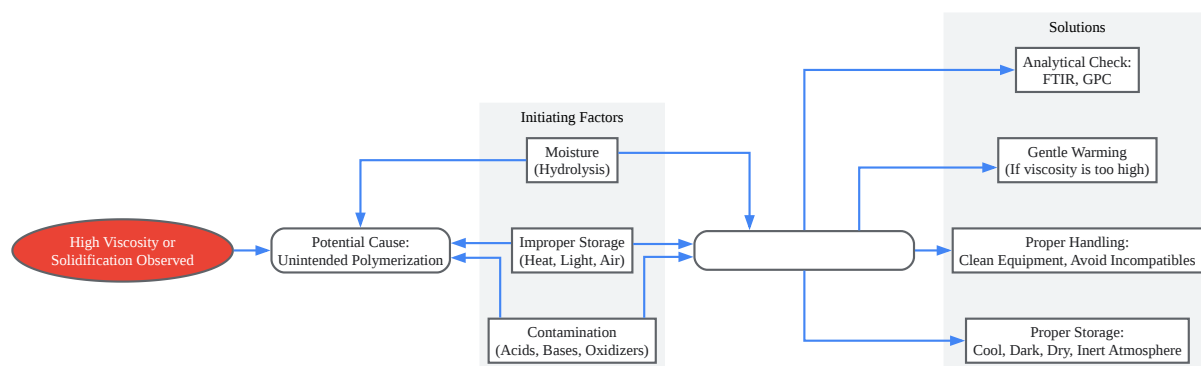 High Viscosity or
Solidification Observed
Potential Cause:
Unintended Polymerization
Initiating Factors
Moisture
(Hydrolysis)
Improper Storage
(Heat, Light, Air)
Contamination
(Acids, Bases, Oxidizers)
Solutions
Analytical Check:
FTIR, GPC
Gentle Warming
(If viscosity is too high)
Proper Handling:
Clean Equipment, Avoid Incompatibles
Proper Storage:
Cool, Dark, Dry, Inert Atmosphere